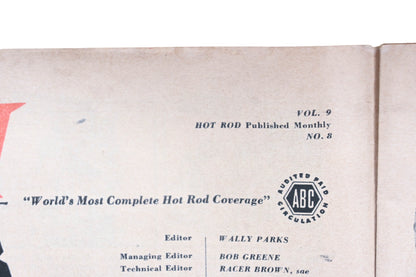 VOL. 9
HOT ROD Published Monthly
NO. 8
"World's Most Complete Hot Rod Coverage"
AUDITED PAID
ABC
CIRCULATION
Editor WALLY PARKS
Managing Editor BOB GREENE
Technical Editor RACER BROWN, sae